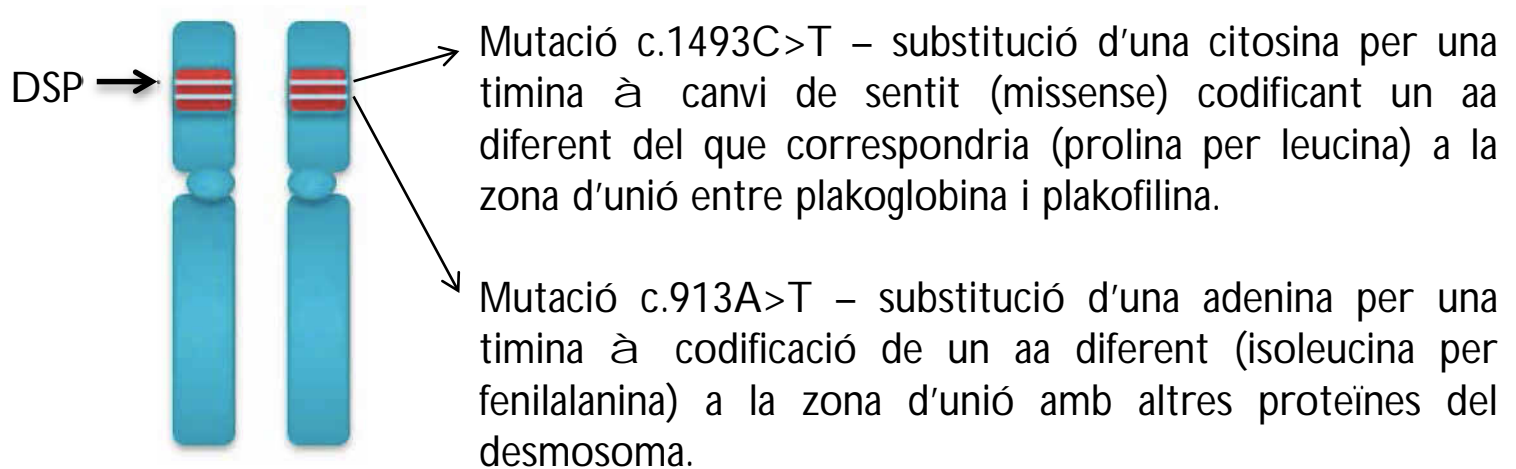 DSP
Mutació c.1493C>T – substitució d'una citosina per una
timina à canvi de sentit (missense) codificant un aa
diferent del que correspondria (prolina per leucina) a la
zona d'unió entre plakoglobina i plakofilina.
Mutació c.913A>T – substitució d'una adenina per una
timina à codificació de un aa diferent (isoleucina per
fenilalanina) a la zona d'unió amb altres proteïnes del
desmosoma.